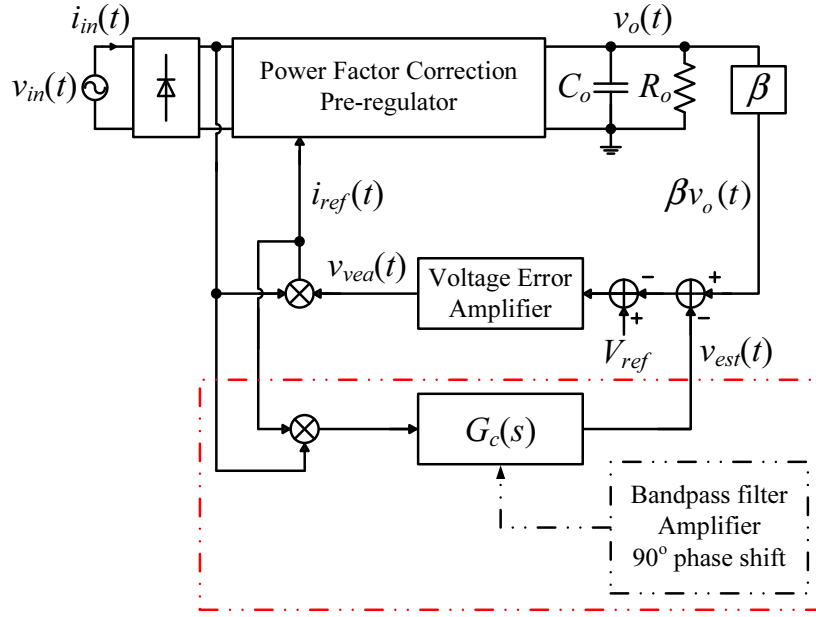 i_in(t)
v_o(t)
v_in(t)
Power Factor Correction
Pre-regulator
C_o
R_o
β
i_ref(t)
βv_o(t)
v_vea(t)
Voltage Error
Amplifier
−
+
+
−
V_ref
v_est(t)
G_c(s)
Bandpass filter
Amplifier
90° phase shift